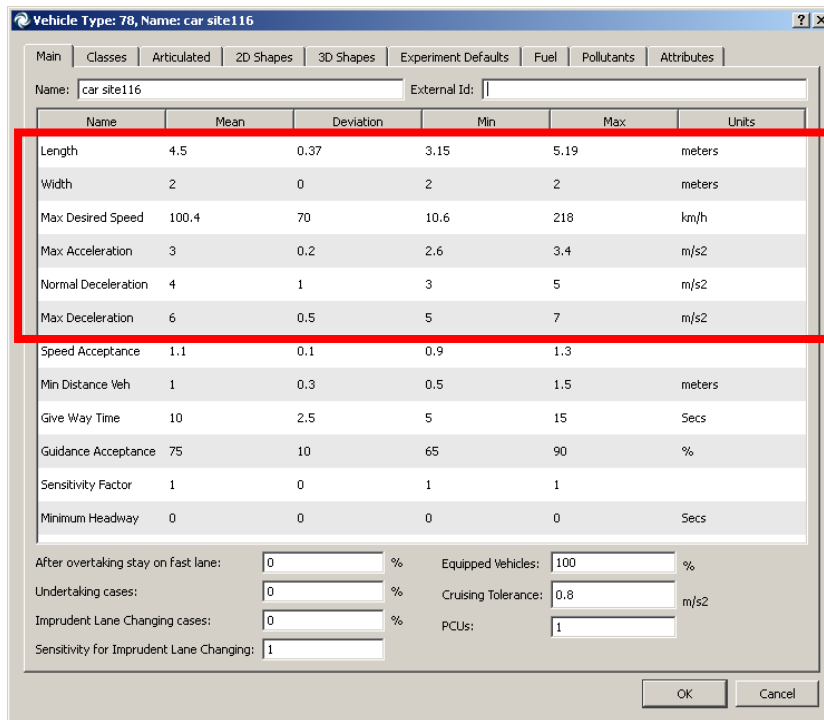 Vehicle Type: 78, Name: car site116
Main Classes Articulated 2D Shapes 3D Shapes Experiment Defaults Fuel Pollutants Attributes
Name: car site116 External Id:
Name Mean Deviation Min Max Units
Length 4.5 0.37 3.15 5.19 meters
Width 2 0 2 2 meters
Max Desired Speed 100.4 70 10.6 218 km/h
Max Acceleration 3 0.2 2.6 3.4 m/s2
Normal Deceleration 4 1 3 5 m/s2
Max Deceleration 6 0.5 5 7 m/s2
Speed Acceptance 1.1 0.1 0.9 1.3
Min Distance Veh 1 0.3 0.5 1.5 meters
Give Way Time 10 2.5 5 15 Secs
Guidance Acceptance 75 10 65 90 %
Sensitivity Factor 1 0 1 1
Minimum Headway 0 0 0 0 Secs
After overtaking stay on fast lane: 0 % Equipped Vehicles: 100 %
Undertaking cases: 0 % Cruising Tolerance: 0.8 m/s2
Imprudent Lane Changing cases: 0 % PCUs: 1
Sensitivity for Imprudent Lane Changing: 1
OK Cancel